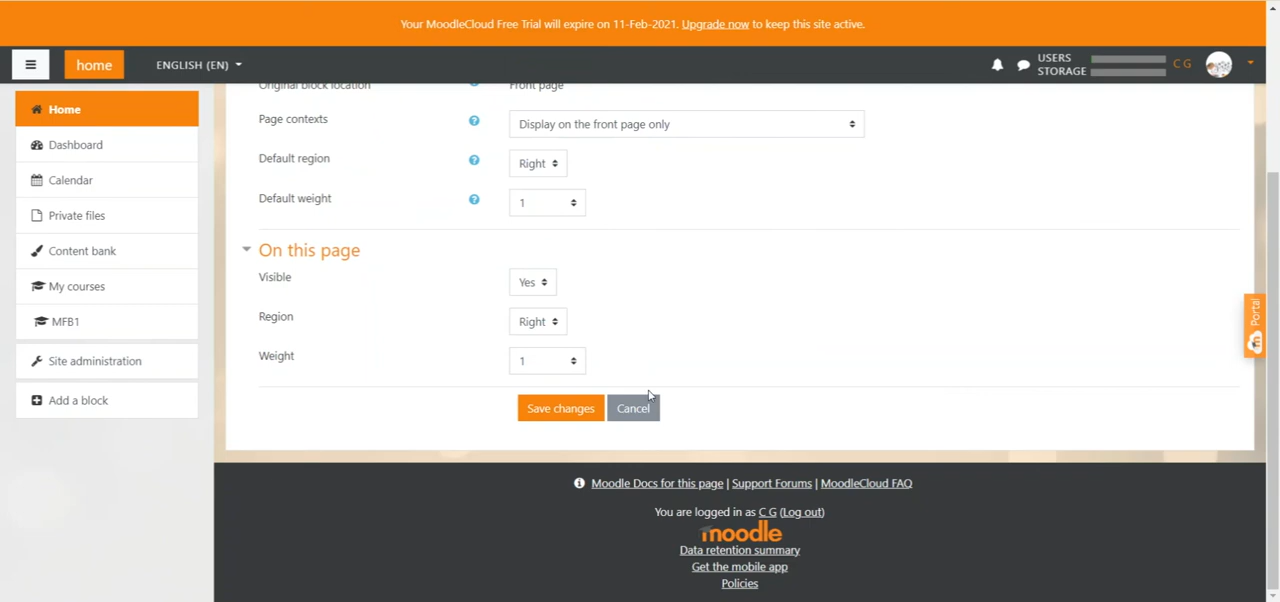 Your MoodleCloud Free Trial will expire on 11-Feb-2021. Upgrade now to keep this site active.
home
ENGLISH (EN)
USERS
STORAGE
C G
Home
Dashboard
Calendar
Private files
Content bank
My courses
MFB1
Site administration
Add a block
Original block location Front page
Page contexts Display on the front page only
Default region Right
Default weight 1
On this page
Visible Yes
Region Right
Weight 1
Save changes Cancel
Portal
Moodle Docs for this page | Support Forums | MoodleCloud FAQ
You are logged in as C G (Log out)
moodle
Data retention summary
Get the mobile app
Policies